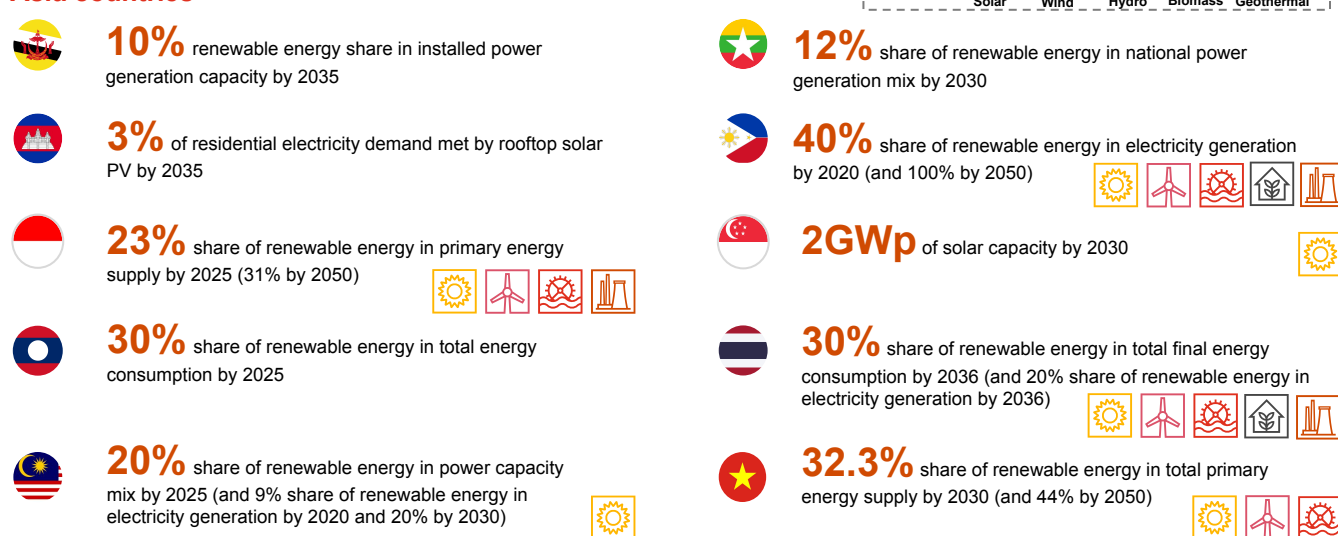 Asia countries
Solar Wind Hydro Biomass Geothermal
10% renewable energy share in installed power
generation capacity by 2035
3% of residential electricity demand met by rooftop solar
PV by 2035
23% share of renewable energy in primary energy
supply by 2025 (31% by 2050)
30% share of renewable energy in total energy
consumption by 2025
20% share of renewable energy in power capacity
mix by 2025 (and 9% share of renewable energy in
electricity generation by 2020 and 20% by 2030)
12% share of renewable energy in national power
generation mix by 2030
40% share of renewable energy in electricity generation
by 2020 (and 100% by 2050)
2GWp of solar capacity by 2030
30% share of renewable energy in total final energy
consumption by 2036 (and 20% share of renewable energy in
electricity generation by 2036)
32.3% share of renewable energy in total primary
energy supply by 2030 (and 44% by 2050)